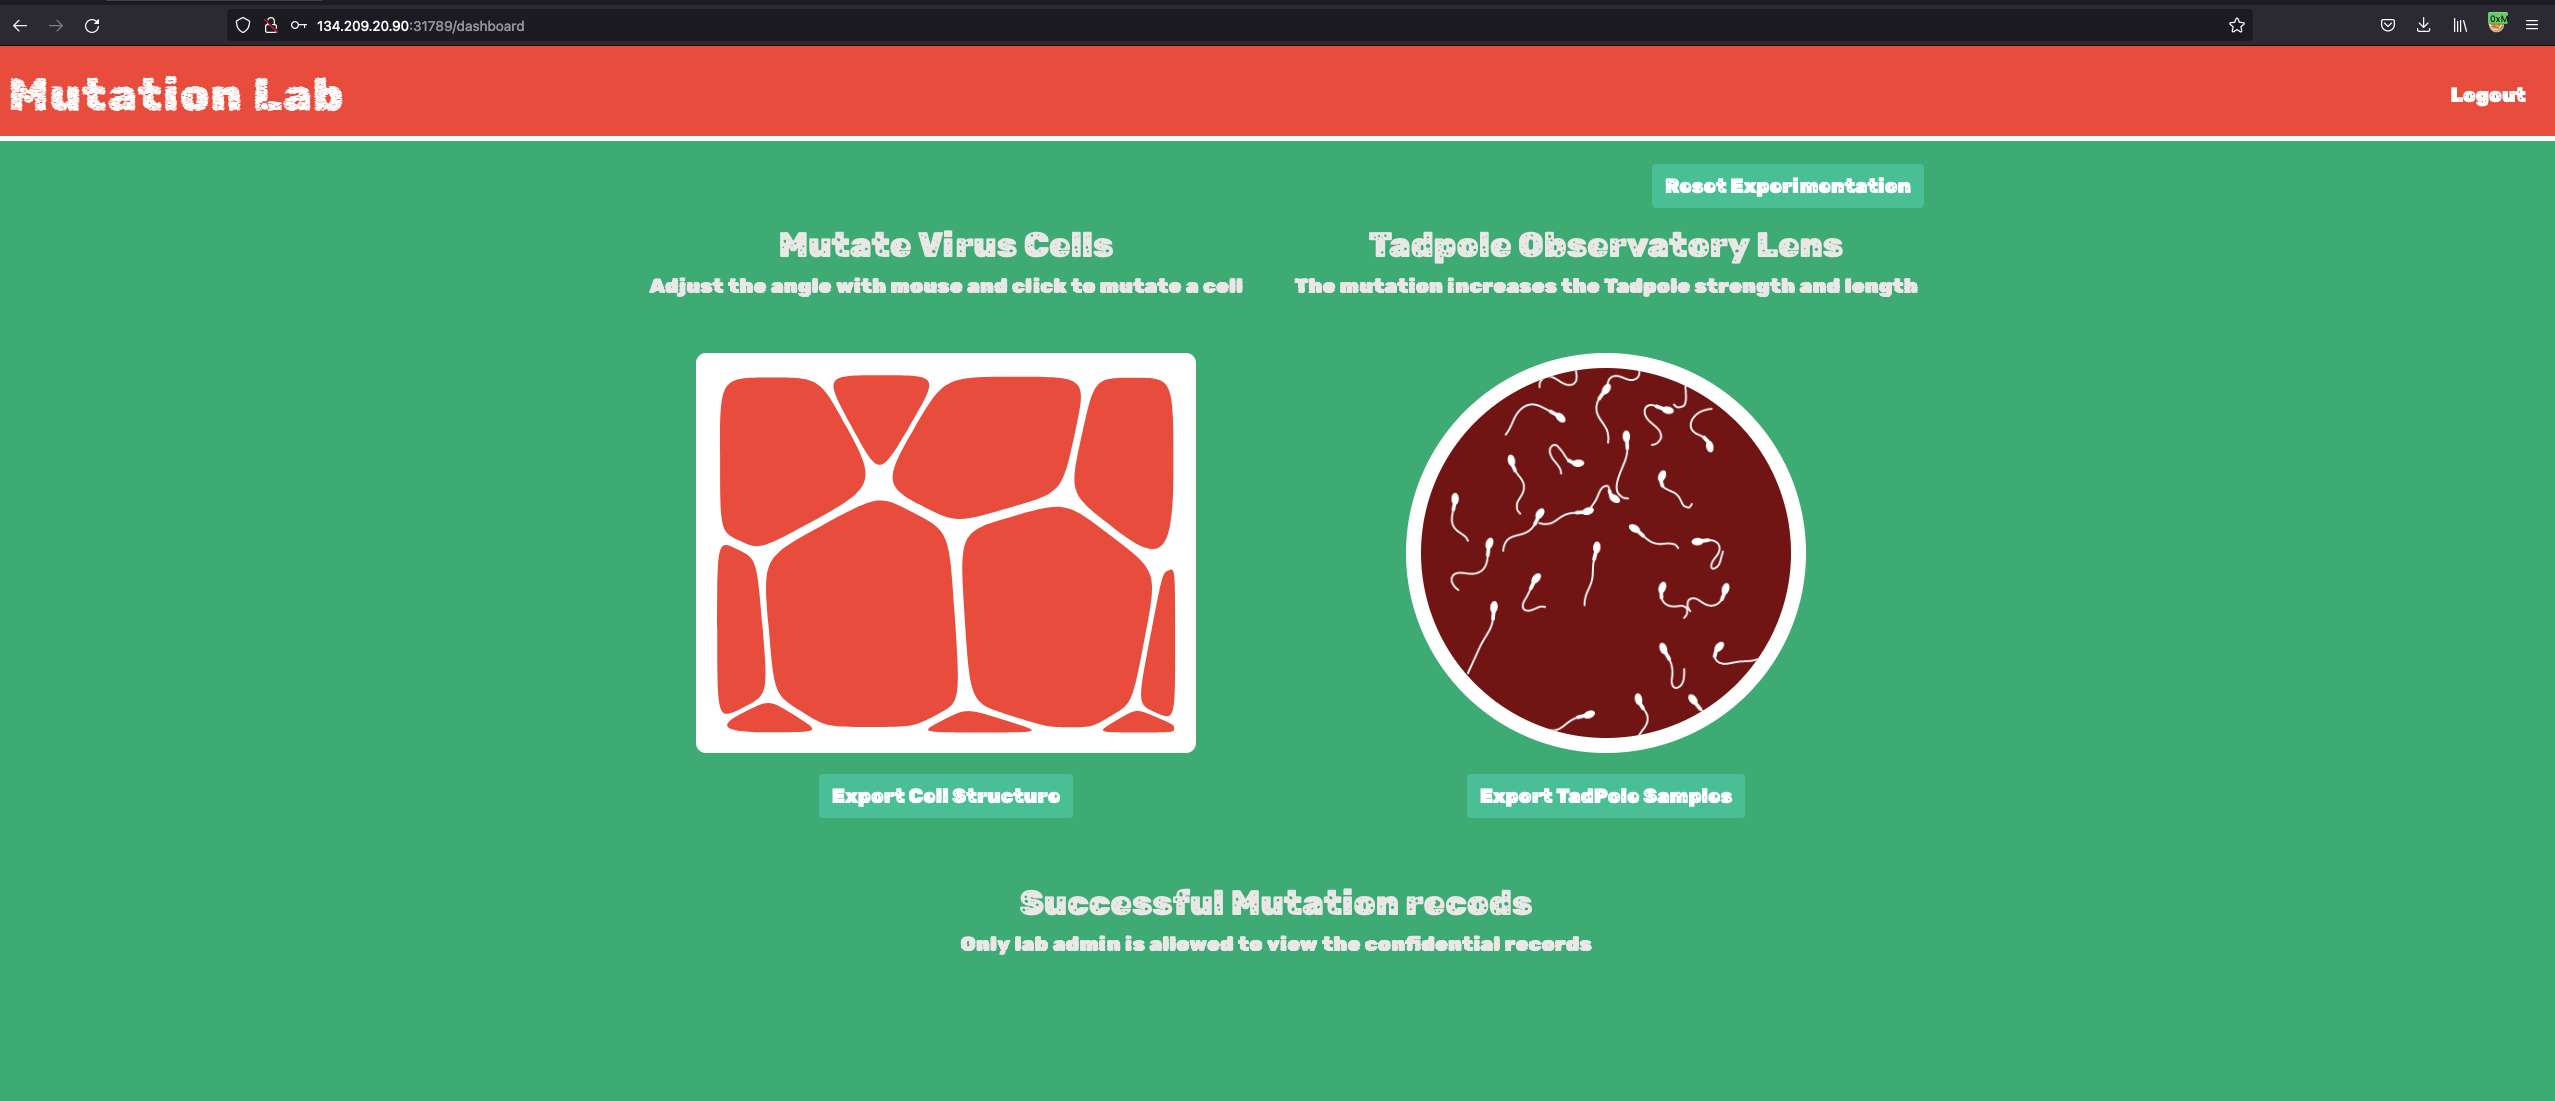 134.209.20.90:31789/dashboard
0xM
Mutation Lab
Logout
Reset Experimentation
Mutate Virus Cells
Adjust the angle with mouse and click to mutate a cell
Tadpole Observatory Lens
The mutation increases the Tadpole strength and length
Export Cell Structure
Export TadPole Samples
Successful Mutation recods
Only lab admin is allowed to view the confidential records